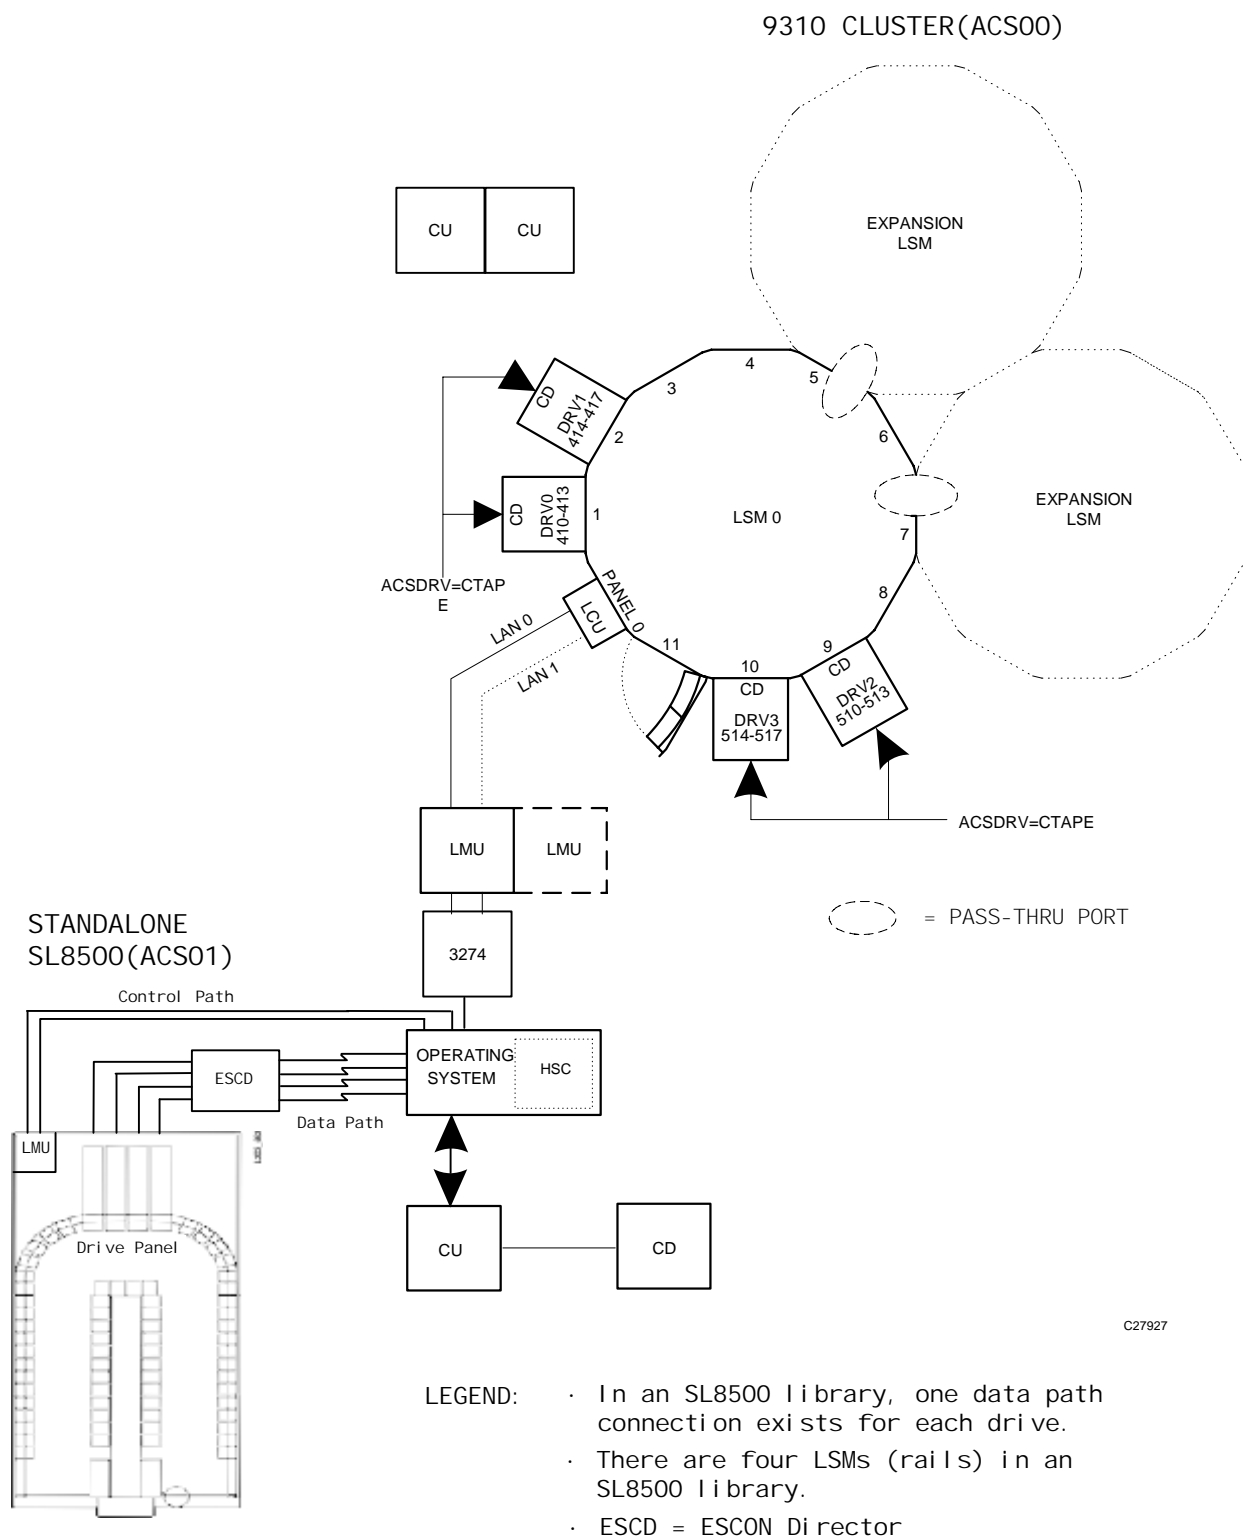 9310 CLUSTER(ACS00)
EXPANSION
LSM
CU
CU
4
3
5
CD
DRV1
414-417
2
6
CD
DRV0
410-413
1
LSM 0
EXPANSION
LSM
7
ACSDRV=CTAP
E
PANEL 0
LCU
8
LAN 0
LAN 1
11
10
9
CD
DRV3
514-517
CD
DRV2
510-513
ACSDRV=CTAPE
LMU
LMU
= PASS-THRU PORT
STANDALONE
SL8500(ACS01)
3274
Control Path
OPERATING
SYSTEM
HSC
ESCD
Data Path
LMU
Drive Panel
CU
CD
C27927
LEGEND:
· In an SL8500 library, one data path
connection exists for each drive.
· There are four LSMs (rails) in an
SL8500 library.
· ESCD = ESCON Director